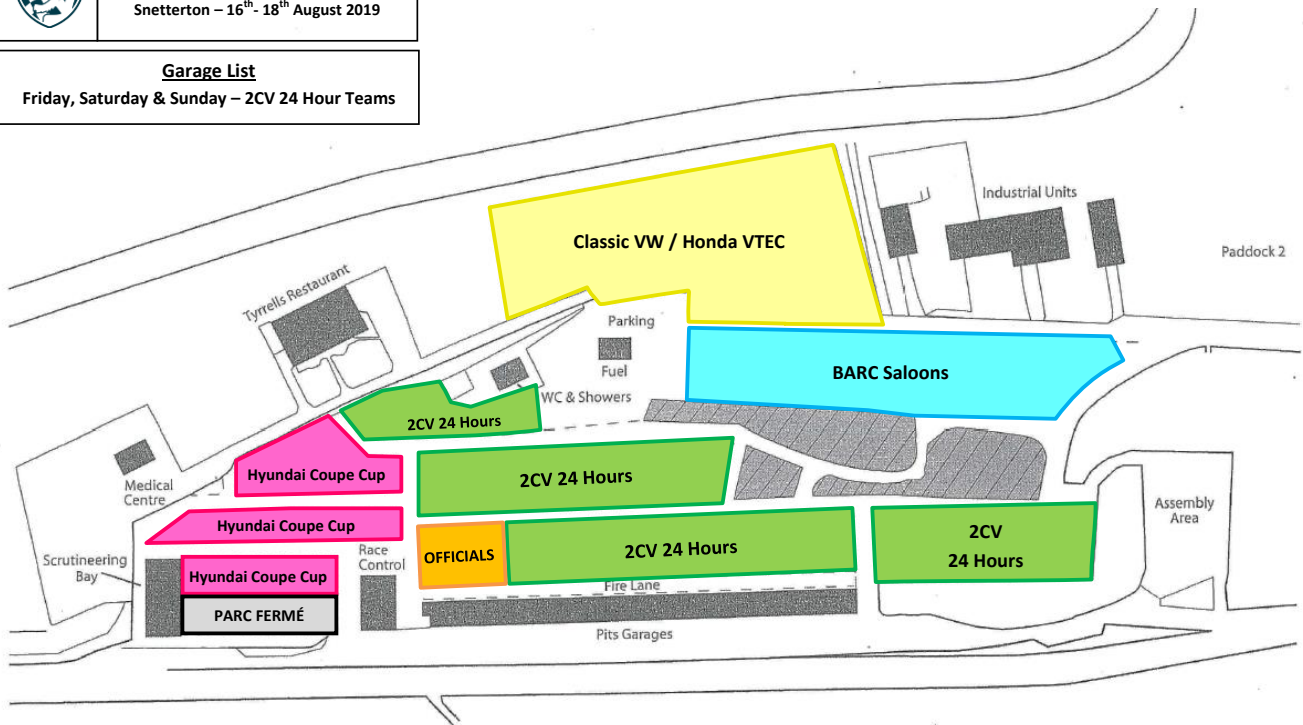 Snetterton – 16th- 18th August 2019
Garage List
Friday, Saturday & Sunday – 2CV 24 Hour Teams
Industrial Units
Classic VW / Honda VTEC
Paddock 2
Tyrrells Restaurant
Parking
Fuel
BARC Saloons
WC & Showers
2CV 24 Hours
Hyundai Coupe Cup
2CV 24 Hours
Medical
Centre
Assembly
Area
Hyundai Coupe Cup
2CV
24 Hours
OFFICIALS
2CV 24 Hours
Race
Control
Scrutineering
Bay
Hyundai Coupe Cup
Fire Lane
PARC FERMÉ
Pits Garages